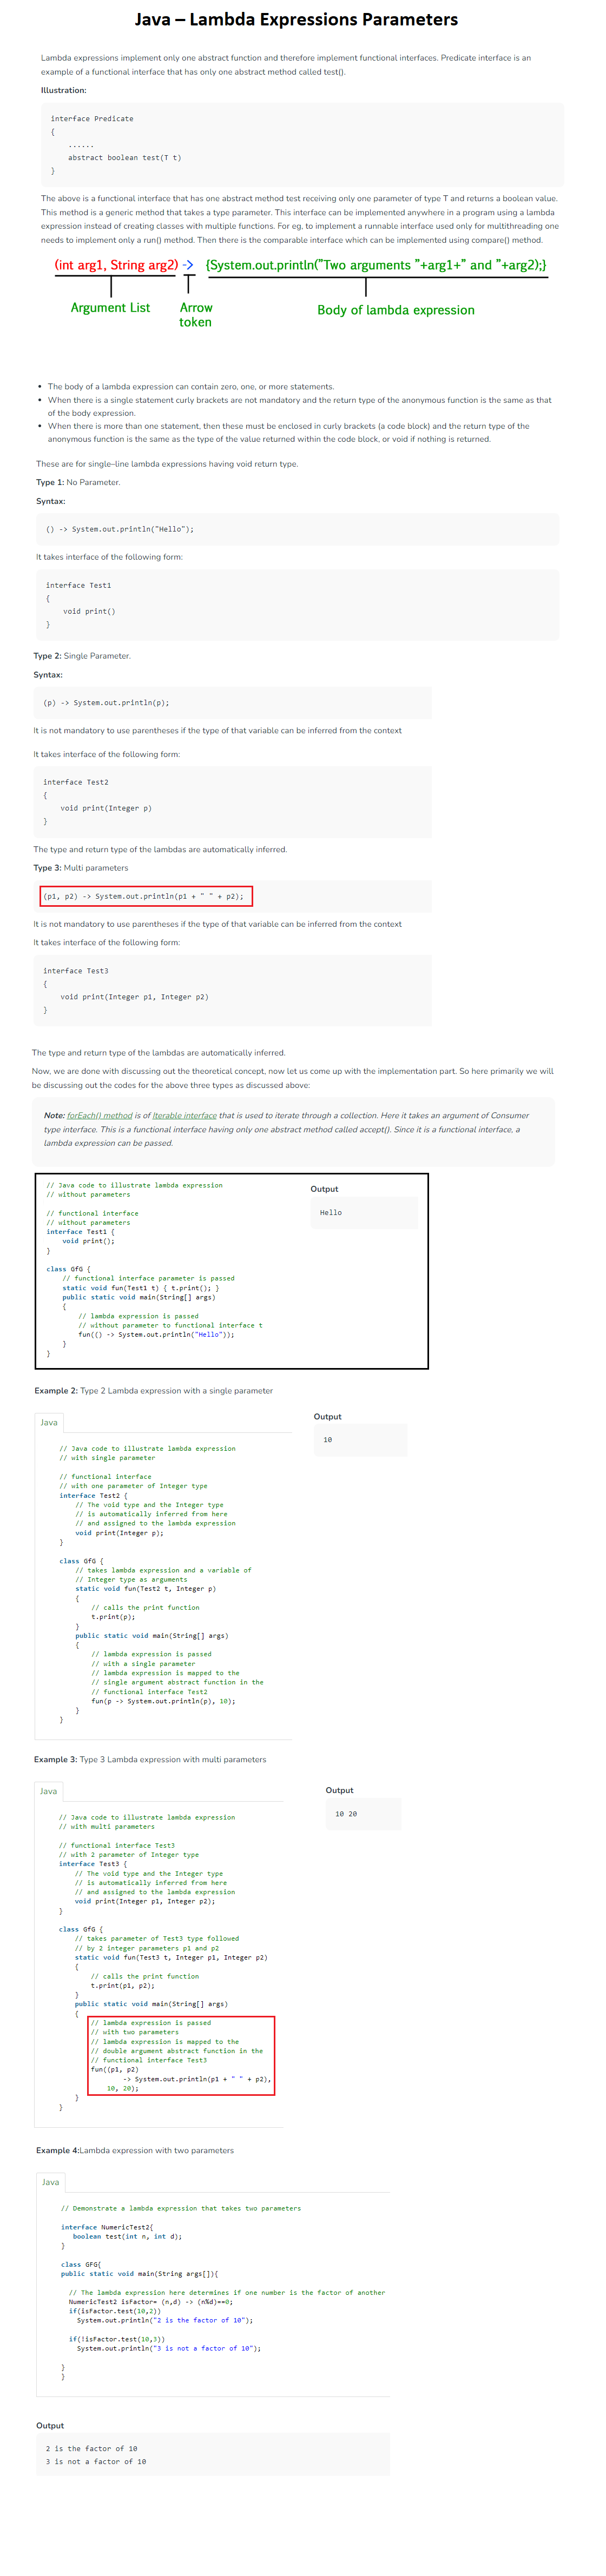 Java – Lambda Expressions Parameters
Lambda expressions implement only one abstract function and therefore implement functional interfaces. Predicate interface is an
example of a functional interface that has only one abstract method called test().
Illustration:
interface Predicate
{
......
abstract boolean test(T t)
}
The above is a functional interface that has one abstract method test receiving only one parameter of type T and returns a boolean value.
This method is a generic method that takes a type parameter. This interface can be implemented anywhere in a program using a lambda
expression instead of creating classes with multiple functions. For eg, to implement a runnable interface used only for multithreading one
needs to implement only a run() method. Then there is the comparable interface which can be implemented using compare() method.
(int arg1, String arg2) -> {System.out.println("Two arguments "+arg1+" and "+arg2);}
Argument List Arrow token Body of lambda expression
• The body of a lambda expression can contain zero, one, or more statements.
• When there is a single statement curly brackets are not mandatory and the return type of the anonymous function is the same as that
of the body expression.
• When there is more than one statement, then these must be enclosed in curly brackets (a code block) and the return type of the
anonymous function is the same as the type of the value returned within the code block, or void if nothing is returned.
These are for single–line lambda expressions having void return type.
Type 1: No Parameter.
Syntax:
() -> System.out.println("Hello");
It takes interface of the following form:
interface Test1
{
void print()
}
Type 2: Single Parameter.
Syntax:
(p) -> System.out.println(p);
It is not mandatory to use parentheses if the type of that variable can be inferred from the context
It takes interface of the following form:
interface Test2
{
void print(Integer p)
}
The type and return type of the lambdas are automatically inferred.
Type 3: Multi parameters
(p1, p2) -> System.out.println(p1 + " " + p2);
It is not mandatory to use parentheses if the type of that variable can be inferred from the context
It takes interface of the following form:
interface Test3
{
void print(Integer p1, Integer p2)
}
The type and return type of the lambdas are automatically inferred.
Now, we are done with discussing out the theoretical concept, now let us come up with the implementation part. So here primarily we will
be discussing out the codes for the above three types as discussed above:
Note: forEach() method is of Iterable interface that is used to iterate through a collection. Here it takes an argument of Consumer
type interface. This is a functional interface having only one abstract method called accept(). Since it is a functional interface, a
lambda expression can be passed.
// Java code to illustrate lambda expression
// without parameters
// functional interface
// without parameters
interface Test1 {
void print();
}
class GfG {
// functional interface parameter is passed
static void fun(Test1 t) { t.print(); }
public static void main(String[] args)
{
// lambda expression is passed
// without parameter to functional interface t
fun(() -> System.out.println("Hello"));
}
}
Output
Hello
Example 2: Type 2 Lambda expression with a single parameter
Java
// Java code to illustrate lambda expression
// with single parameter
// functional interface
// with one parameter of Integer type
interface Test2 {
// The void type and the Integer type
// is automatically inferred from here
// and assigned to the lambda expression
void print(Integer p);
}
class GfG {
// takes lambda expression and a variable of
// Integer type as arguments
static void fun(Test2 t, Integer p)
{
// calls the print function
t.print(p);
}
public static void main(String[] args)
{
// lambda expression is passed
// with a single parameter
// lambda expression is mapped to the
// single argument abstract function in the
// functional interface Test2
fun(p -> System.out.println(p), 10);
}
}
Output
10
Example 3: Type 3 Lambda expression with multi parameters
Java
// Java code to illustrate lambda expression
// with multi parameters
// functional interface Test3
// with 2 parameter of Integer type
interface Test3 {
// The void type and the Integer type
// is automatically inferred from here
// and assigned to the lambda expression
void print(Integer p1, Integer p2);
}
class GfG {
// takes parameter of Test3 type followed
// by 2 integer parameters p1 and p2
static void fun(Test3 t, Integer p1, Integer p2)
{
// calls the print function
t.print(p1, p2);
}
public static void main(String[] args)
{
// lambda expression is passed
// with two parameters
// lambda expression is mapped to the
// double argument abstract function in the
// functional interface Test3
fun((p1, p2)
-> System.out.println(p1 + " " + p2),
10, 20);
}
}
Output
10 20
Example 4:Lambda expression with two parameters
Java
// Demonstrate a lambda expression that takes two parameters
interface NumericTest2{
boolean test(int n, int d);
}
class GFG{
public static void main(String args[]){
// The lambda expression here determines if one number is the factor of another
NumericTest2 isFactor= (n,d) -> (n%d)==0;
if(isFactor.test(10,2))
System.out.println("2 is the factor of 10");
if(!isFactor.test(10,3))
System.out.println("3 is not a factor of 10");
}
}
Output
2 is the factor of 10
3 is not a factor of 10